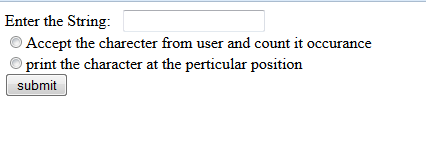 Enter the String:
Accept the charecter from user and count it occurance
print the character at the perticular position
submit